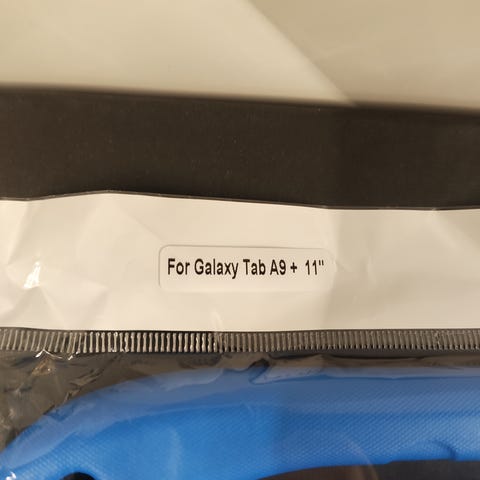 For Galaxy Tab A9 + 11"